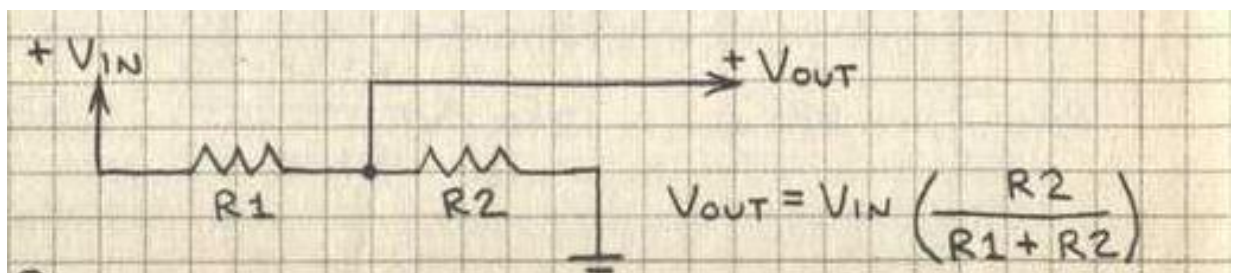 + VIN
+ VOUT
R1
R2
VOUT = VIN (R2 / R1 + R2)